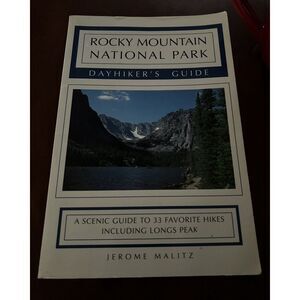 ROCKY MOUNTAIN
NATIONAL PARK
DAYHIKER'S GUIDE
A SCENIC GUIDE TO 33 FAVORITE HIKES
INCLUDING LONGS PEAK
JEROME MALITZ